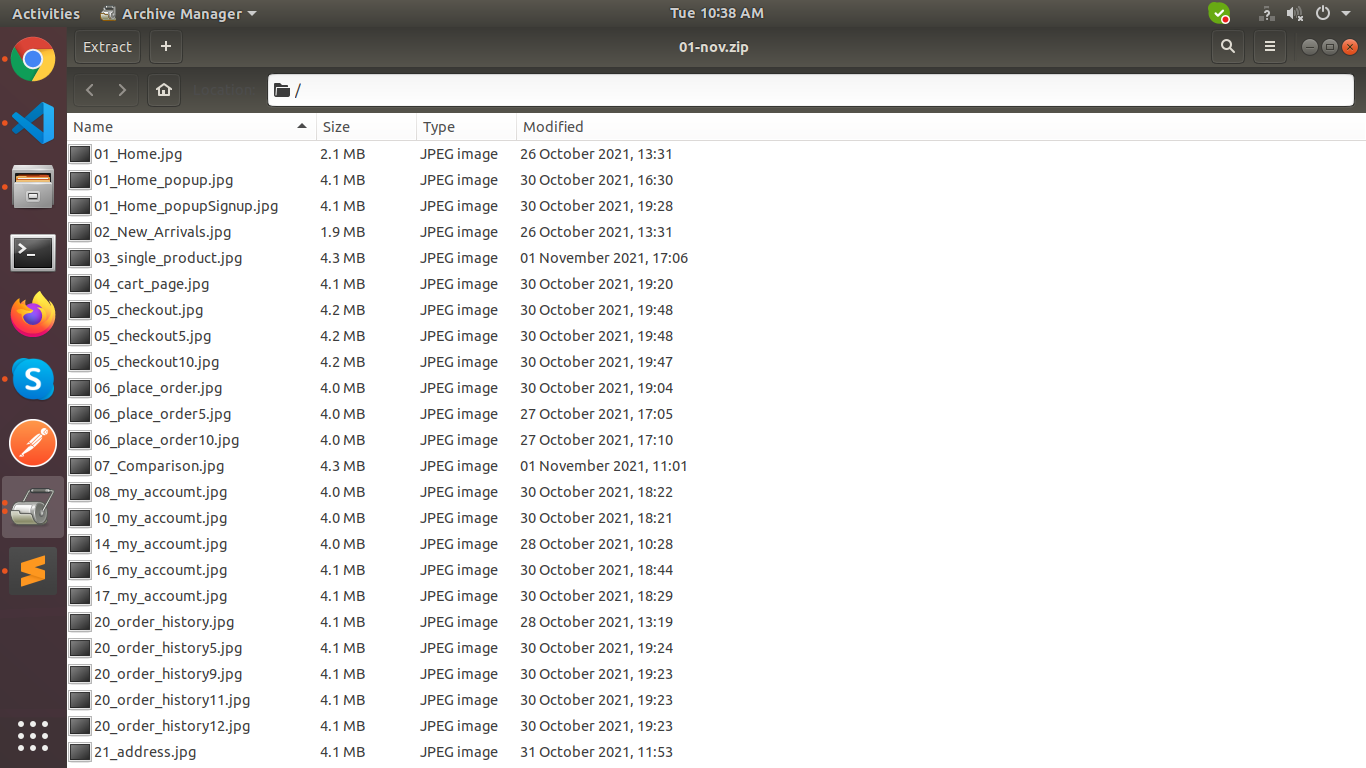 Activities Archive Manager Tue 10:38 AM
Extract + 01-nov.zip
Location: /
Name Size Type Modified
01_Home.jpg 2.1 MB JPEG image 26 October 2021, 13:31
01_Home_popup.jpg 4.1 MB JPEG image 30 October 2021, 16:30
01_Home_popupSignup.jpg 4.1 MB JPEG image 30 October 2021, 19:28
02_New_Arrivals.jpg 1.9 MB JPEG image 26 October 2021, 13:31
03_single_product.jpg 4.3 MB JPEG image 01 November 2021, 17:06
04_cart_page.jpg 4.1 MB JPEG image 30 October 2021, 19:20
05_checkout.jpg 4.2 MB JPEG image 30 October 2021, 19:48
05_checkout5.jpg 4.2 MB JPEG image 30 October 2021, 19:48
05_checkout10.jpg 4.2 MB JPEG image 30 October 2021, 19:47
06_place_order.jpg 4.0 MB JPEG image 30 October 2021, 19:04
06_place_order5.jpg 4.0 MB JPEG image 27 October 2021, 17:05
06_place_order10.jpg 4.0 MB JPEG image 27 October 2021, 17:10
07_Comparison.jpg 4.3 MB JPEG image 01 November 2021, 11:01
08_my_accoumt.jpg 4.0 MB JPEG image 30 October 2021, 18:22
10_my_accoumt.jpg 4.0 MB JPEG image 30 October 2021, 18:21
14_my_accoumt.jpg 4.0 MB JPEG image 28 October 2021, 10:28
16_my_accoumt.jpg 4.1 MB JPEG image 30 October 2021, 18:44
17_my_accoumt.jpg 4.1 MB JPEG image 30 October 2021, 18:29
20_order_history.jpg 4.1 MB JPEG image 28 October 2021, 13:19
20_order_history5.jpg 4.1 MB JPEG image 30 October 2021, 19:24
20_order_history9.jpg 4.1 MB JPEG image 30 October 2021, 19:23
20_order_history11.jpg 4.1 MB JPEG image 30 October 2021, 19:23
20_order_history12.jpg 4.1 MB JPEG image 30 October 2021, 19:23
21_address.jpg 4.1 MB JPEG image 31 October 2021, 11:53